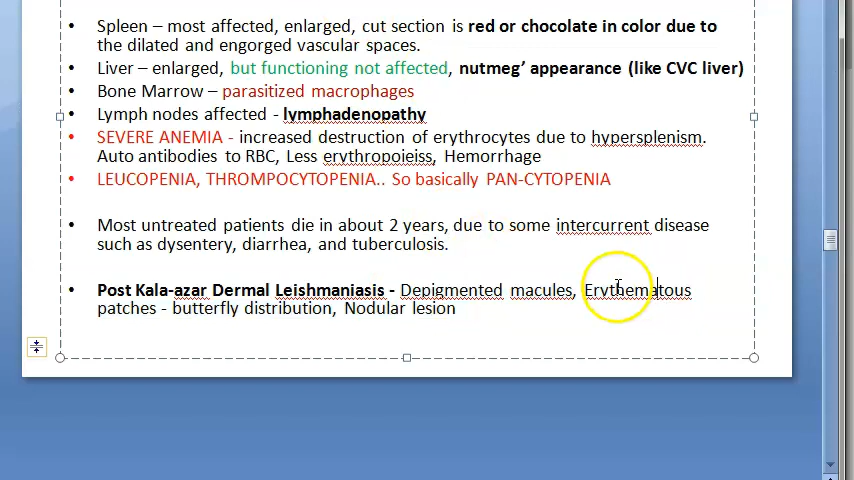 • Spleen – most affected, enlarged, cut section is red or chocolate in color due to
the dilated and engorged vascular spaces.
• Liver – enlarged, but functioning not affected, nutmeg’ appearance (like CVC liver)
• Bone Marrow – parasitized macrophages
• Lymph nodes affected - lymphadenopathy
• SEVERE ANEMIA - increased destruction of erythrocytes due to hypersplenism.
Auto antibodies to RBC, Less erythropoieiss, Hemorrhage
• LEUCOPENIA, THROMPOCYTOPENIA.. So basically PAN-CYTOPENIA
• Most untreated patients die in about 2 years, due to some intercurrent disease
such as dysentery, diarrhea, and tuberculosis.
• Post Kala-azar Dermal Leishmaniasis - Depigmented macules, Erythematous
patches - butterfly distribution, Nodular lesion